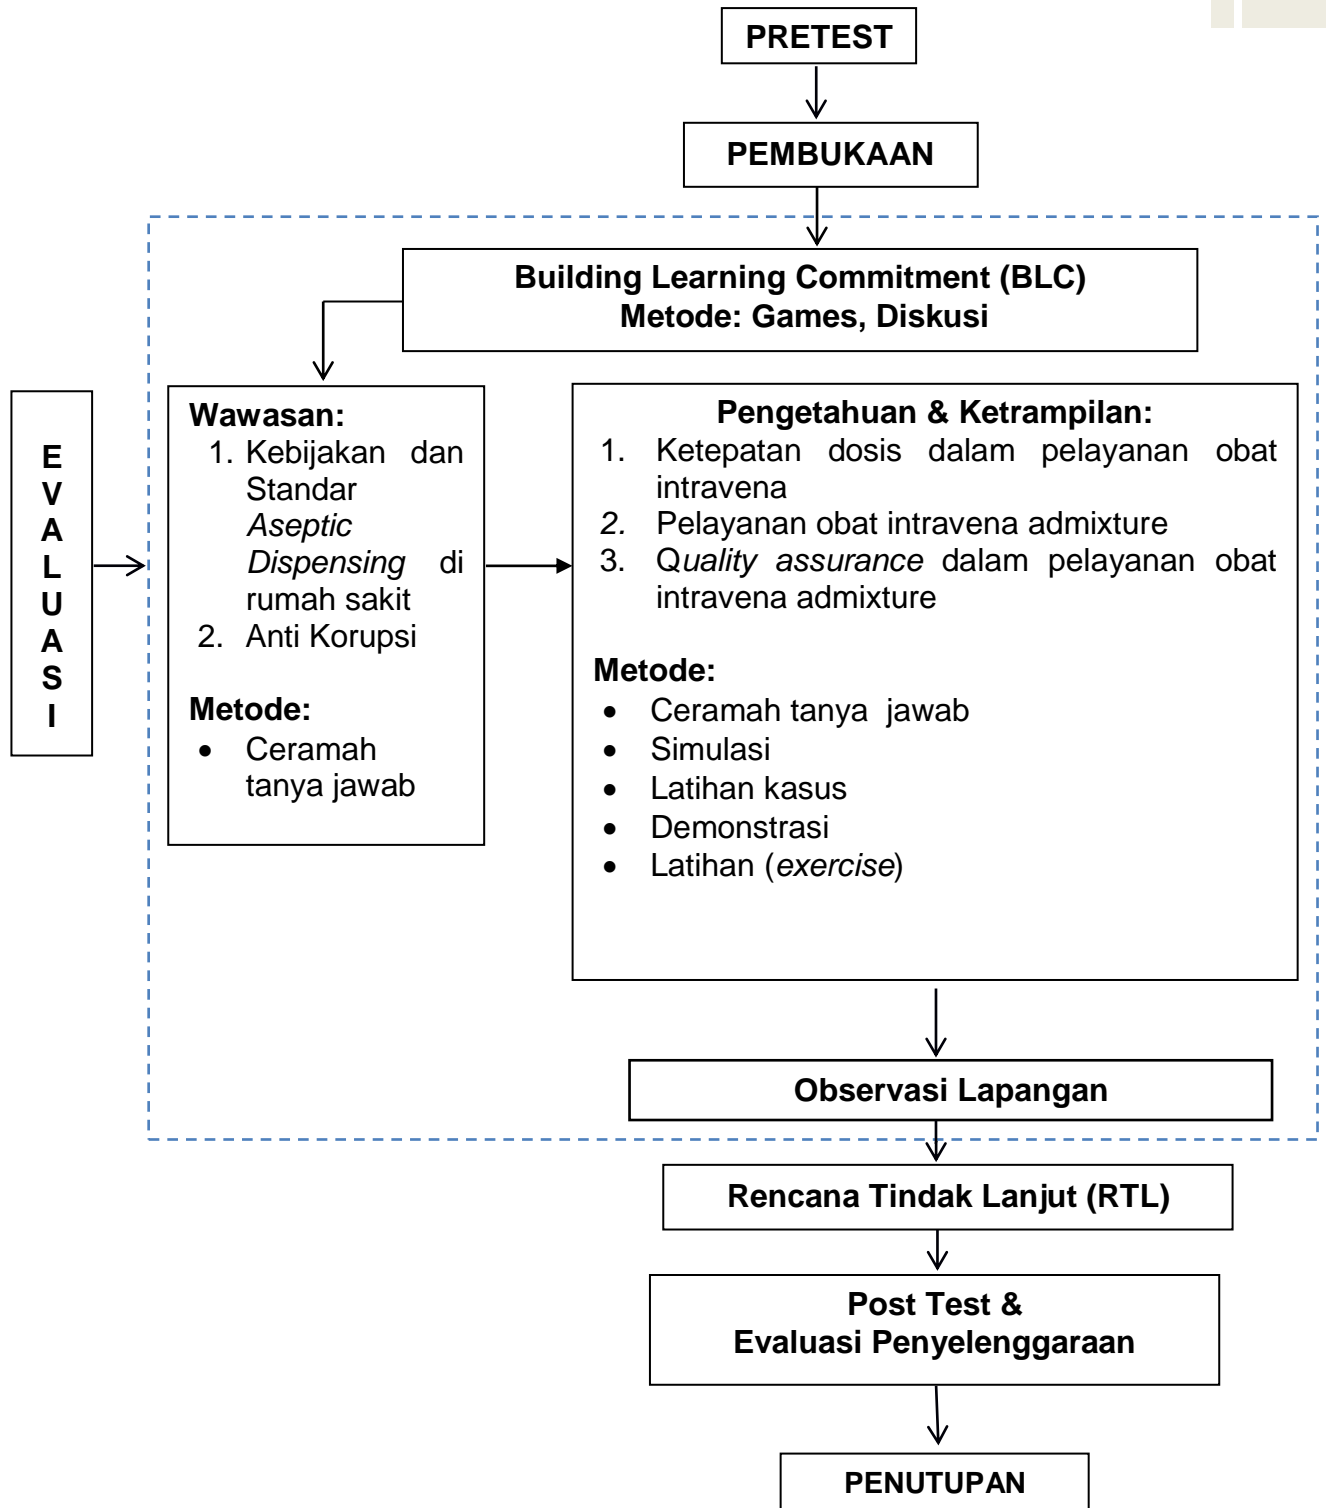 PRETEST
PEMBUKAAN
Building Learning Commitment (BLC)
Metode: Games, Diskusi
E
V
A
L
U
A
S
I
Wawasan:
1. Kebijakan dan
Standar
Aseptic
Dispensing di
rumah sakit
2. Anti Korupsi
Metode:
• Ceramah
tanya jawab
Pengetahuan & Ketrampilan:
1. Ketepatan dosis dalam pelayanan obat
intravena
2. Pelayanan obat intravena admixture
3. Quality assurance dalam pelayanan obat
intravena admixture
Metode:
• Ceramah tanya jawab
• Simulasi
• Latihan kasus
• Demonstrasi
• Latihan (exercise)
Observasi Lapangan
Rencana Tindak Lanjut (RTL)
Post Test &
Evaluasi Penyelenggaraan
PENUTUPAN